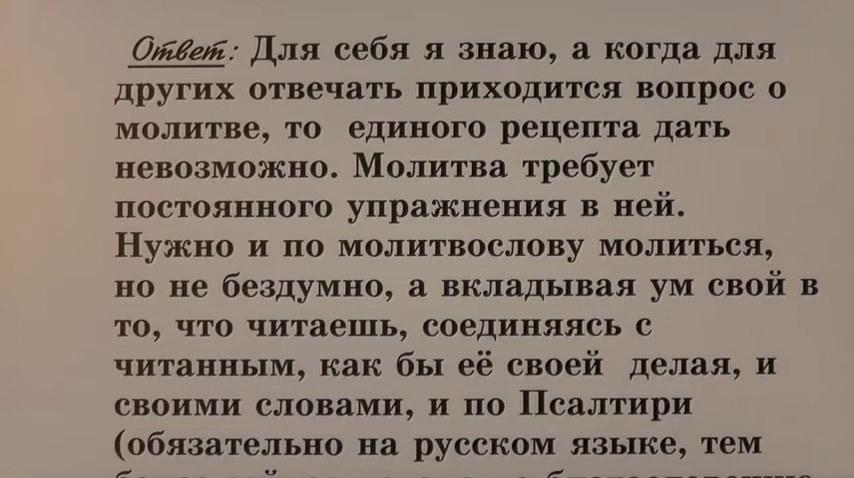 Ответ: Для себя я знаю, а когда для
других отвечать приходится вопрос о
молитве, то единого рецепта дать
невозможно. Молитва требует
постоянного упражнения в ней.
Нужно и по молитвослову молиться,
но не бездумно, а вкладывая ум свой в
то, что читаешь, соединяясь с
читанным, как бы её своей делая, и
своими словами, и по Псалтири
(обязательно на русском языке, тем